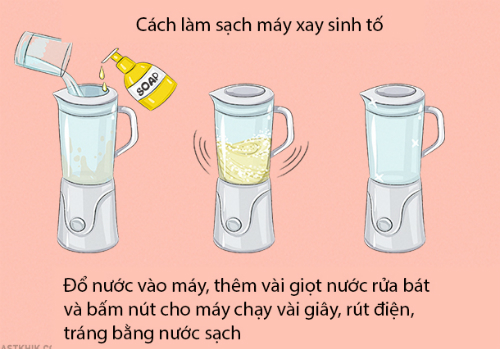 Cách làm sạch máy xay sinh tố
SOAP
Đổ nước vào máy, thêm vài giọt nước rửa bát
và bấm nút cho máy chạy vài giây, rút điện,
tráng bằng nước sạch